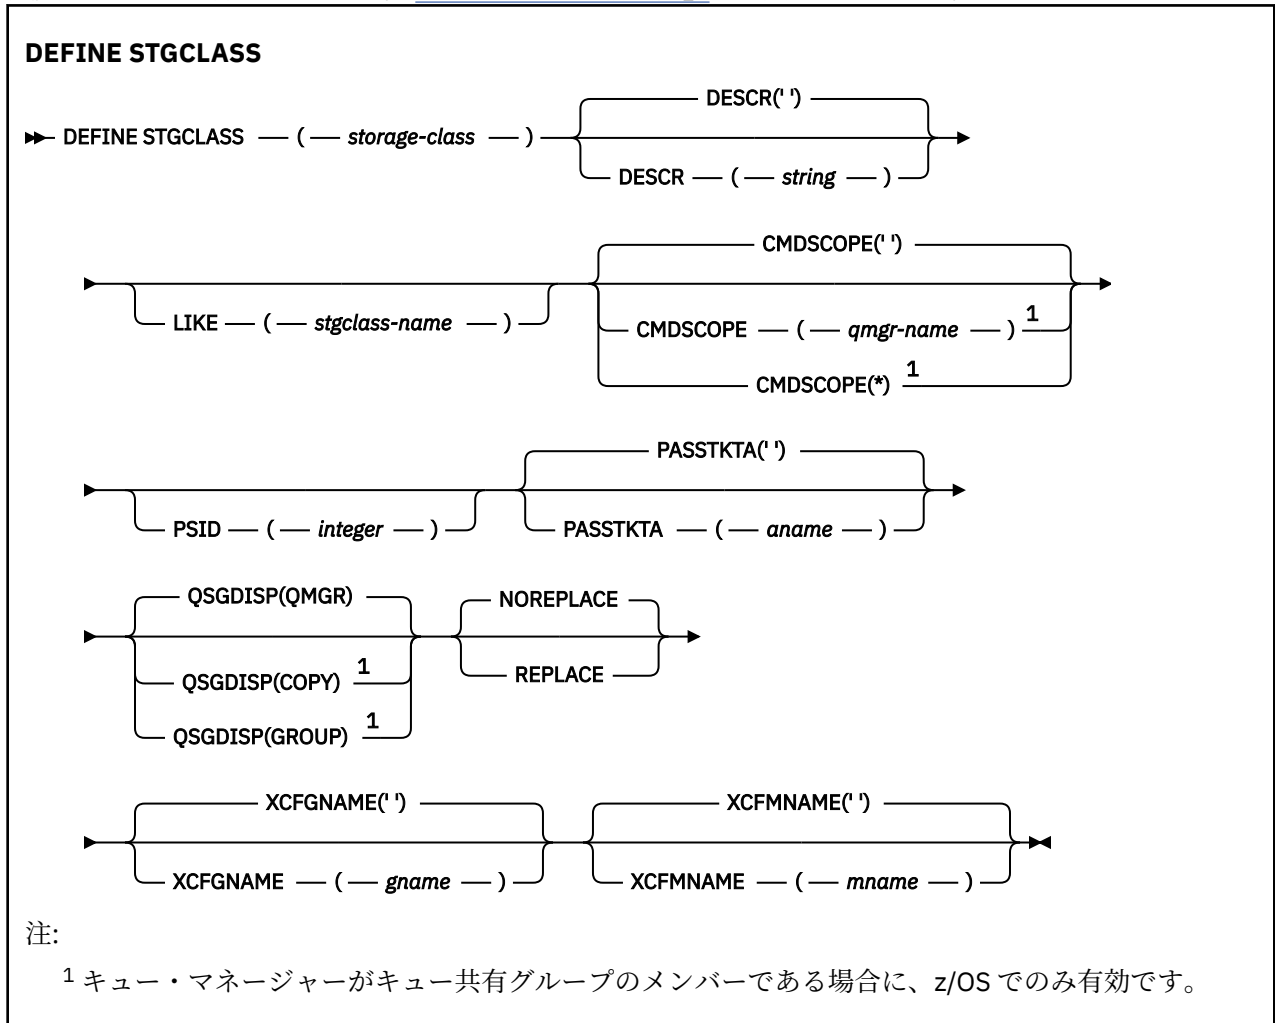 DEFINE STGCLASS
DESCR(' ')
DEFINE STGCLASS ( storage-class )
DESCR ( string )
CMDSCOPE(' ')
LIKE ( stgclass-name )
CMDSCOPE ( qmgr-name ) 1
CMDSCOPE(*) 1
PASSTKTA(' ')
PSID ( integer )
PASSTKTA ( aname )
QSGDISP(QMGR)
NOREPLACE
QSGDISP(COPY) 1
REPLACE
QSGDISP(GROUP) 1
XCFGNAME(' ')
XCFMNAME(' ')
XCFGNAME ( gname )
XCFMNAME ( mname )
注:
1 キュー・マネージャーがキュー共有グループのメンバーである場合に、z/OS でのみ有効です。